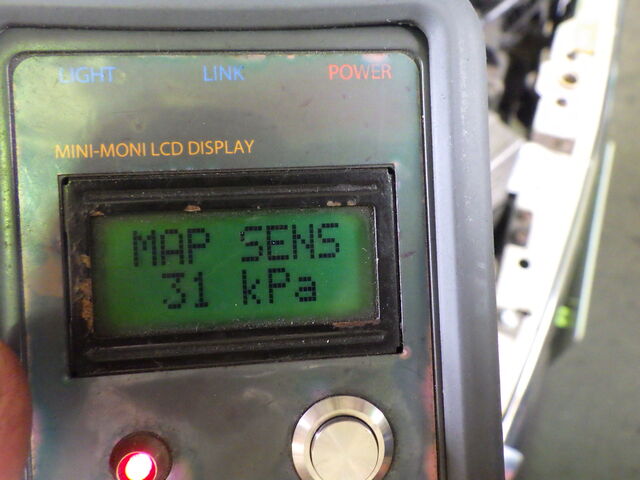 LIGHT LINK POWER
MINI-MONI LCD DISPLAY
MAP SENS
31 kPa